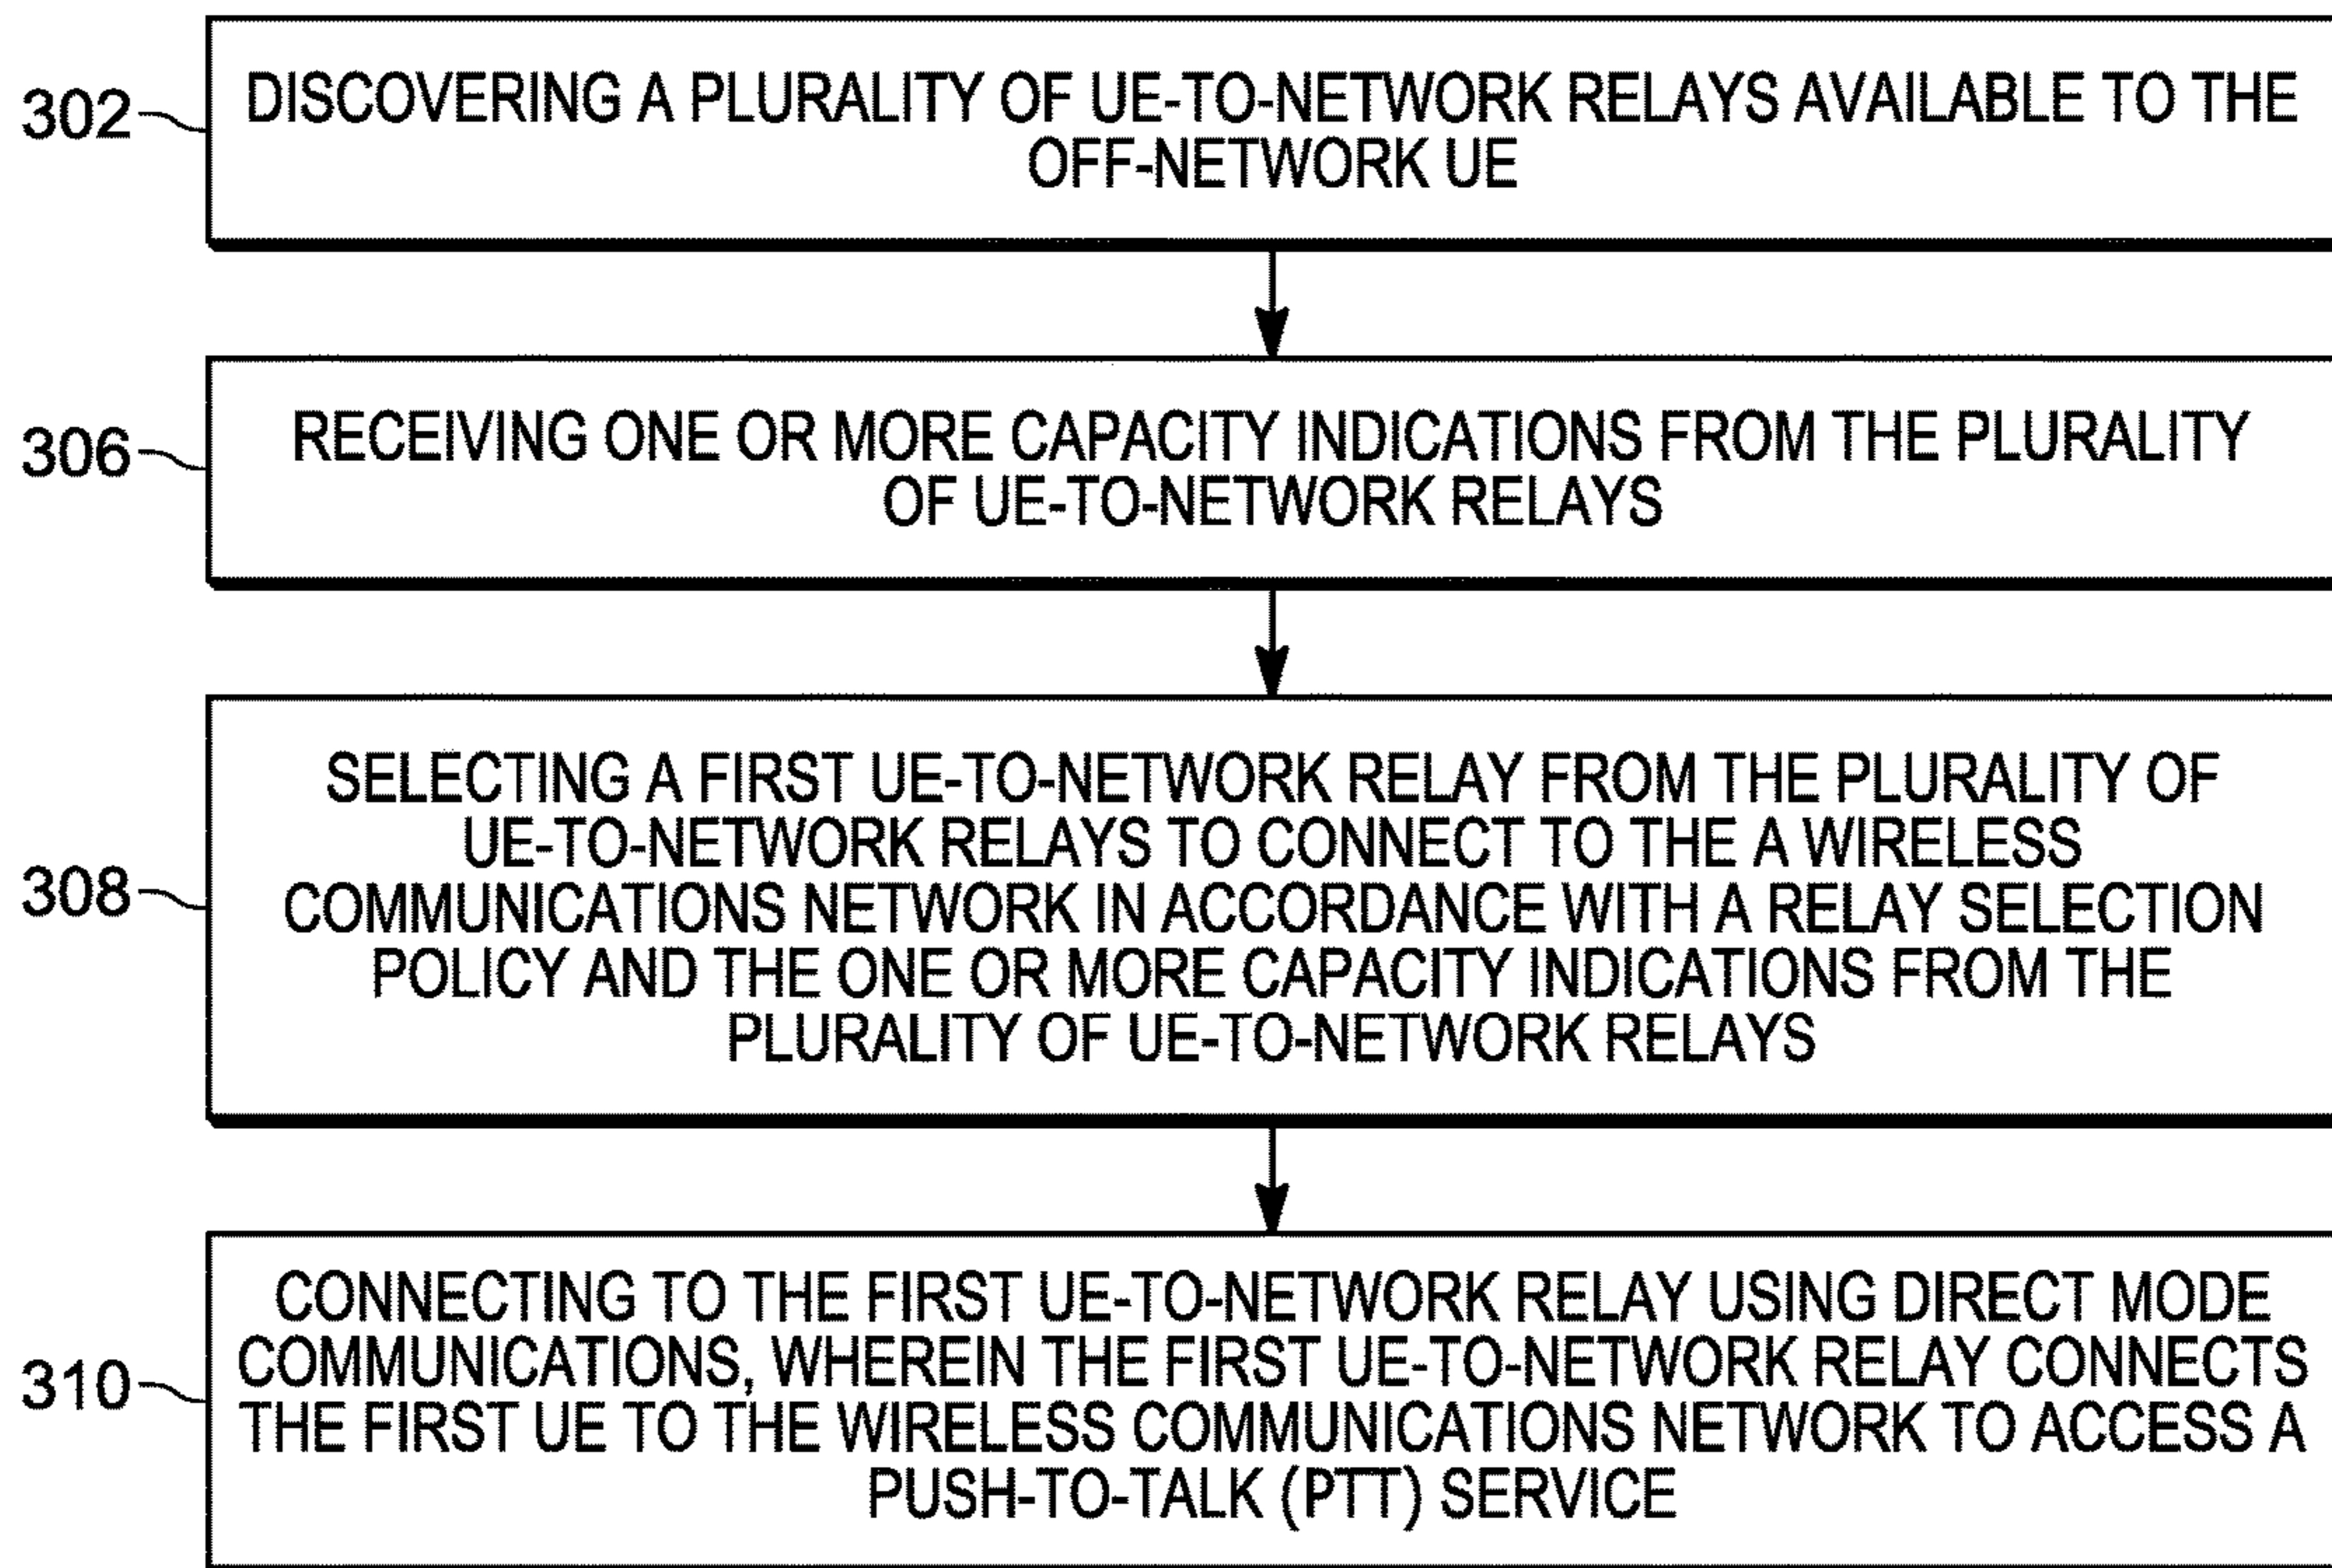 302
DISCOVERING A PLURALITY OF UE-TO-NETWORK RELAYS AVAILABLE TO THE
OFF-NETWORK UE
306
RECEIVING ONE OR MORE CAPACITY INDICATIONS FROM THE PLURALITY
OF UE-TO-NETWORK RELAYS
308
SELECTING A FIRST UE-TO-NETWORK RELAY FROM THE PLURALITY OF
UE-TO-NETWORK RELAYS TO CONNECT TO THE A WIRELESS
COMMUNICATIONS NETWORK IN ACCORDANCE WITH A RELAY SELECTION
POLICY AND THE ONE OR MORE CAPACITY INDICATIONS FROM THE
PLURALITY OF UE-TO-NETWORK RELAYS
310
CONNECTING TO THE FIRST UE-TO-NETWORK RELAY USING DIRECT MODE
COMMUNICATIONS, WHEREIN THE FIRST UE-TO-NETWORK RELAY CONNECTS
THE FIRST UE TO THE WIRELESS COMMUNICATIONS NETWORK TO ACCESS A
PUSH-TO-TALK (PTT) SERVICE